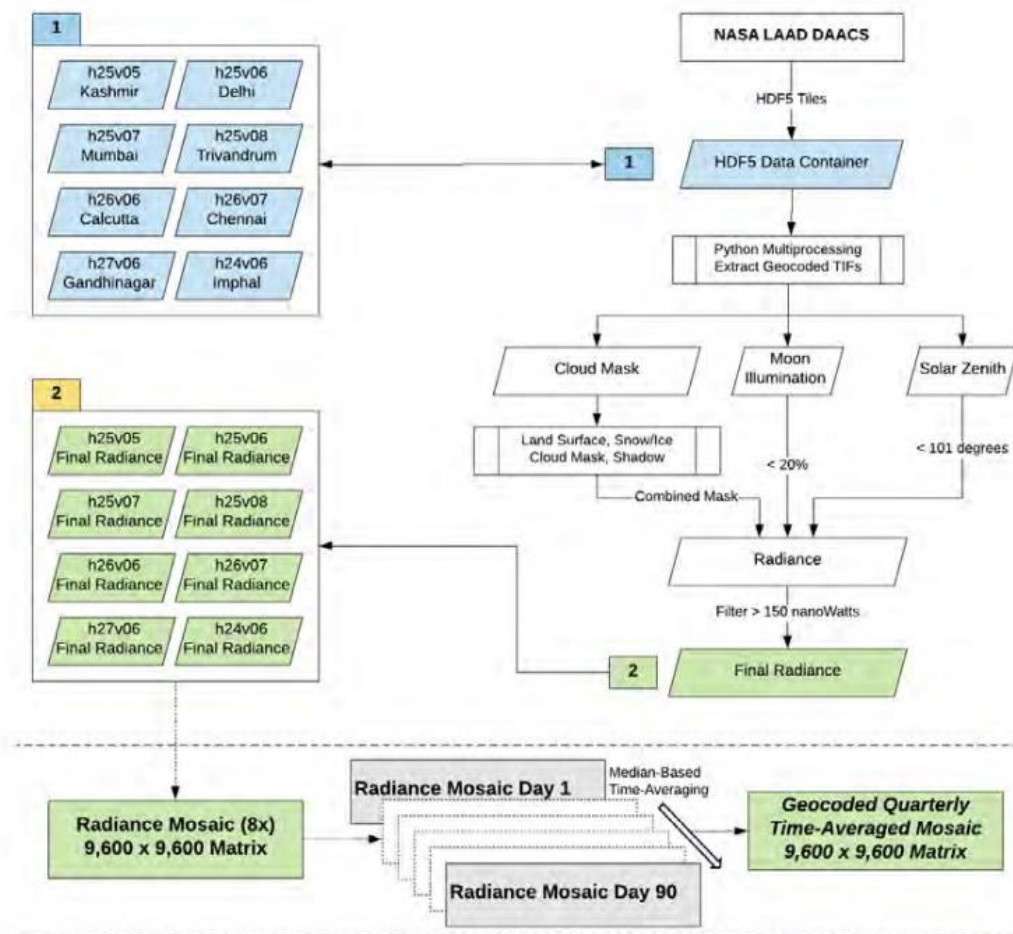 1
h25v05
Kashmir
h25v06
Delhi
h25v07
Mumbai
h25v08
Trivandrum
h26v06
Calcutta
h26v07
Chennai
h27v06
Gandhinagar
h24v06
Imphal
NASA LAAD DAACS
HDF5 Tiles
1
HDF5 Data Container
Python Multiprocessing
Extract Geocoded TIFs
Cloud Mask
Moon
Illumination
Solar Zenith
Land Surface, Snow/Ice
Cloud Mask, Shadow
< 20%
< 101 degrees
Combined Mask
Radiance
Filter > 150 nanoWatts
2
Final Radiance
2
h25v05
Final Radiance
h25v06
Final Radiance
h25v07
Final Radiance
h25v08
Final Radiance
h26v06
Final Radiance
h26v07
Final Radiance
h27v06
Final Radiance
h24v06
Final Radiance
Radiance Mosaic (8x)
9,600 x 9,600 Matrix
Radiance Mosaic Day 1
Radiance Mosaic Day 90
Median-Based
Time-Averaging
Geocoded Quarterly
Time-Averaged Mosaic
9,600 x 9,600 Matrix